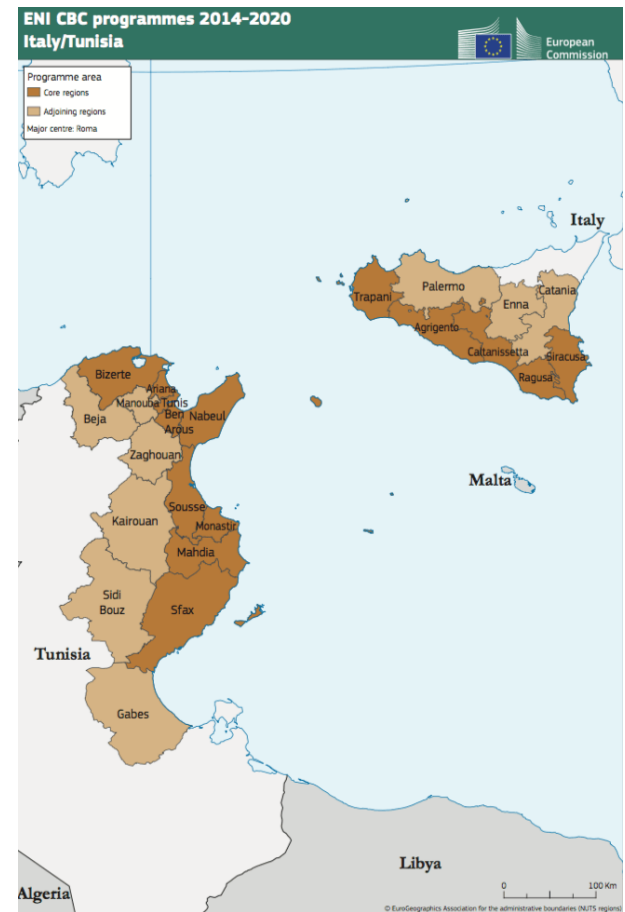 ENI CBC programmes 2014-2020
Italy/Tunisia
European
Commission
Programme area
Core regions
Adjoining regions
Major centre: Roma
Italy
Trapani
Palermo
Catania
Enna
Agrigento
Caltanissetta
Siracusa
Ragusa
Bizerte
Ariana
Manouba Tunis
Beja
Ben
Arous
Nabeul
Zaghouan
Malta
Sousse
Kairouan
Monastir
Mahdia
Sidi
Bouz
Sfax
Tunisia
Gabes
Libya
Algeria
0
100 Km
© EuroGeographics Association for the administrative boundaries (NUTS regions)